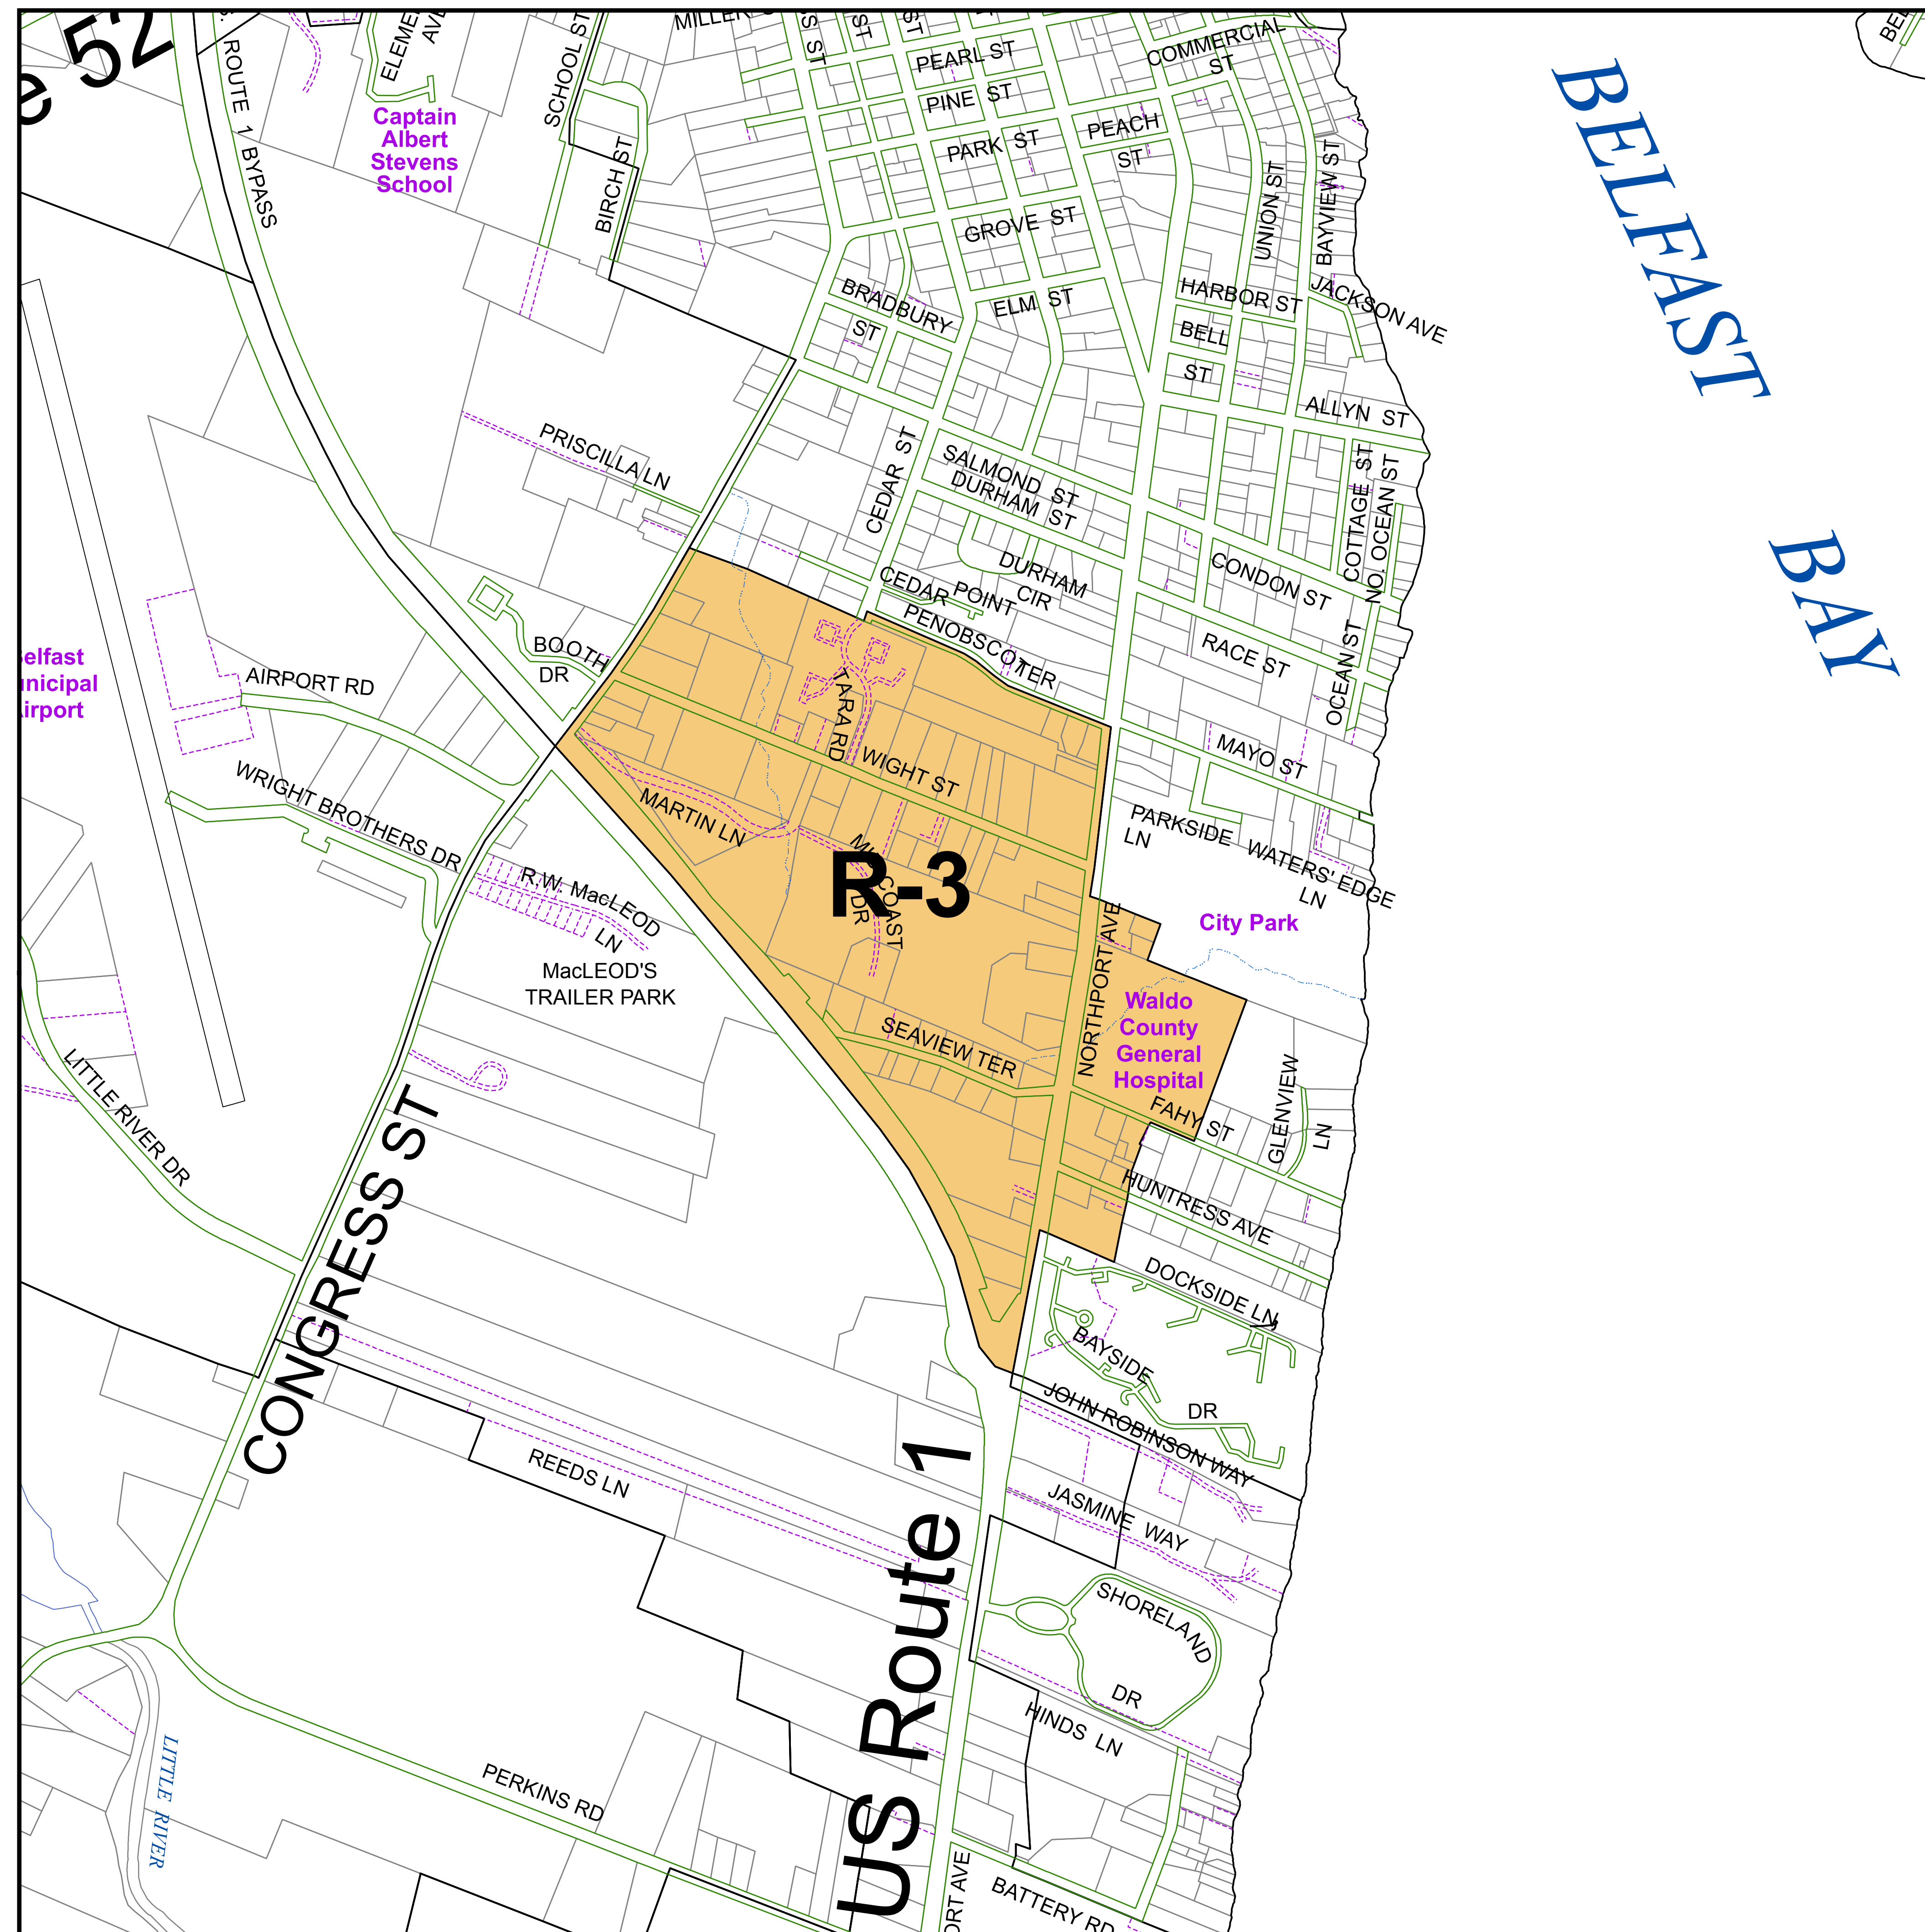 e 52
ROUTE 1 BYPASS
SCHOOL ST
BIRCH ST
PEARL ST
COMMERCIAL
ST
PINE ST
PEACH
ST
PARK ST
GROVE ST
UNION ST
BAYVIEW ST
Captain
Albert
Stevens
School
BELFAST
BAY
BRADBURY
ST
ELM ST
HARBOR ST
JACKSON AVE
BELL
ST
ALLYN ST
PRISCILLA LN
CEDAR ST
SALMOND ST
DURHAM ST
COTTAGE ST
NO. OCEAN ST
DURHAM
CIR
CONDON ST
CEDAR POINT
PENOBSCOT TER
RACE ST
OCEAN ST
BOOTH
DR
AIRPORT RD
TARA RD
WIGHT ST
MAYO ST
WRIGHT BROTHERS DR
MARTIN LN
PARKSIDE
LN
WATERS' EDGE
LN
R.W. MacLEOD
LN
MacLEOD'S
TRAILER PARK
R-3
MID COAST
DR
NORTHPORT AVE
City Park
Waldo
County
General
Hospital
SEAVIEW TER
FAHY ST
GLENVIEW
LN
LITTLE RIVER DR
CONGRESS ST
HUNTRESS AVE
DOCKSIDE LN
BAYSIDE
DR
JOHN ROBINSON WAY
REEDS LN
JASMINE WAY
US Route 1
SHORELAND
DR
HINDS LN
PERKINS RD
LITTLE RIVER
BATTERY RD